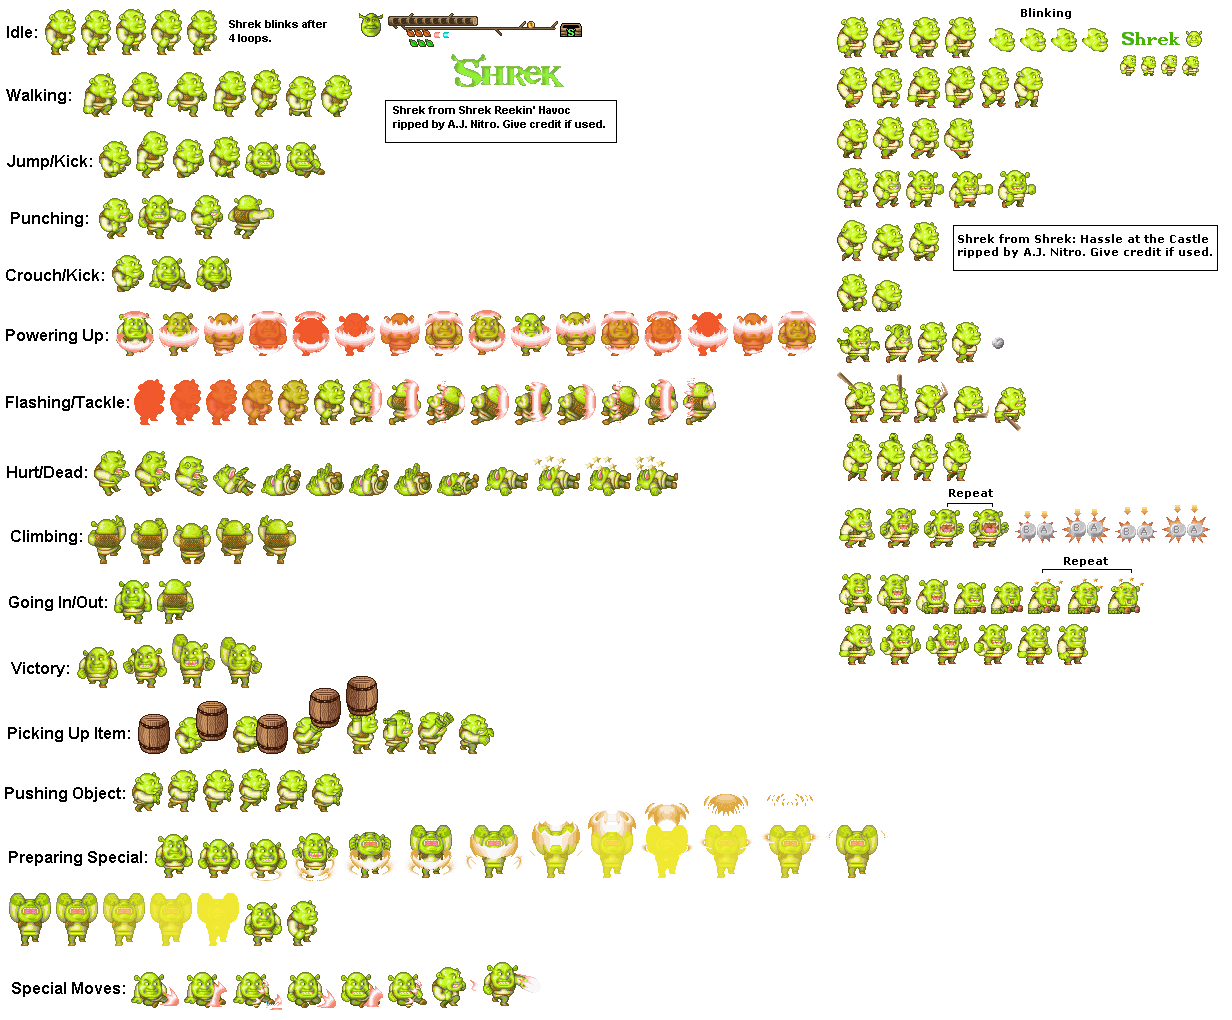 Idle:
Shrek blinks after
4 loops.
S
SHREK
Shrek from Shrek Reekin' Havoc
ripped by A.J. Nitro. Give credit if used.
Walking:
Jump/Kick:
Punching:
Crouch/Kick:
Powering Up:
Flashing/Tackle:
Hurt/Dead:
Climbing:
Going In/Out:
Victory:
Picking Up Item:
Pushing Object:
Preparing Special:
Special Moves:
Blinking
Shrek
Shrek from Shrek: Hassle at the Castle
ripped by A.J. Nitro. Give credit if used.
Repeat
B A B A B A B A
Repeat